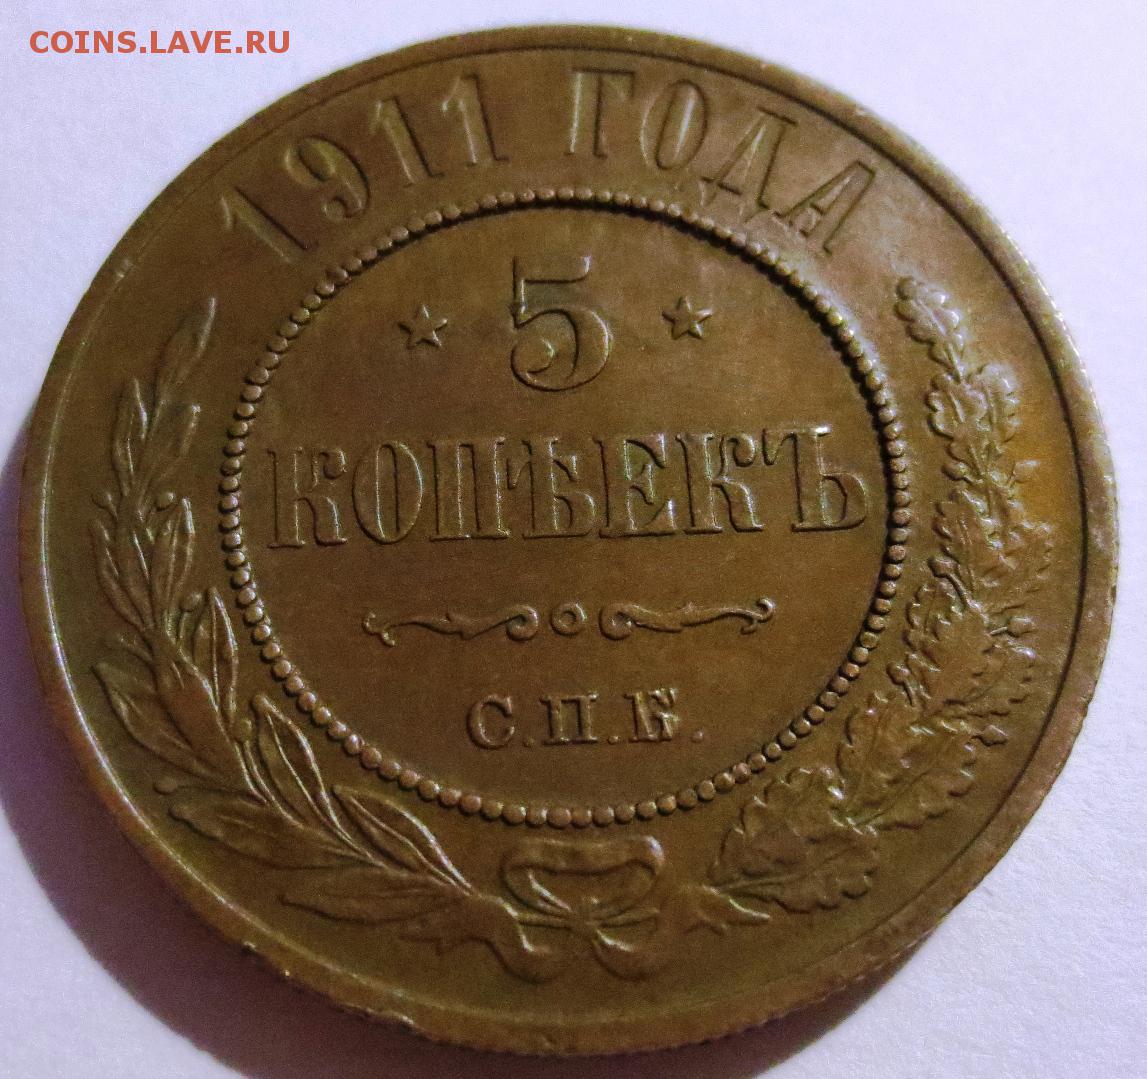 COINS.LAVE.RU
1911 ГОДА
5
КОПѢЕКЪ
С.П.Б.